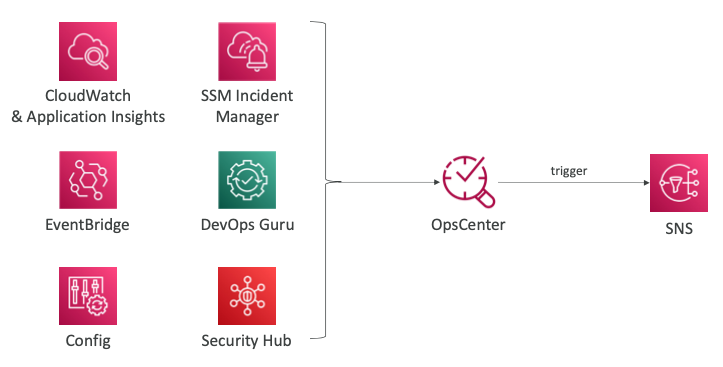 CloudWatch
& Application Insights
SSM Incident
Manager
EventBridge
DevOps Guru
Config
Security Hub
OpsCenter
trigger
SNS